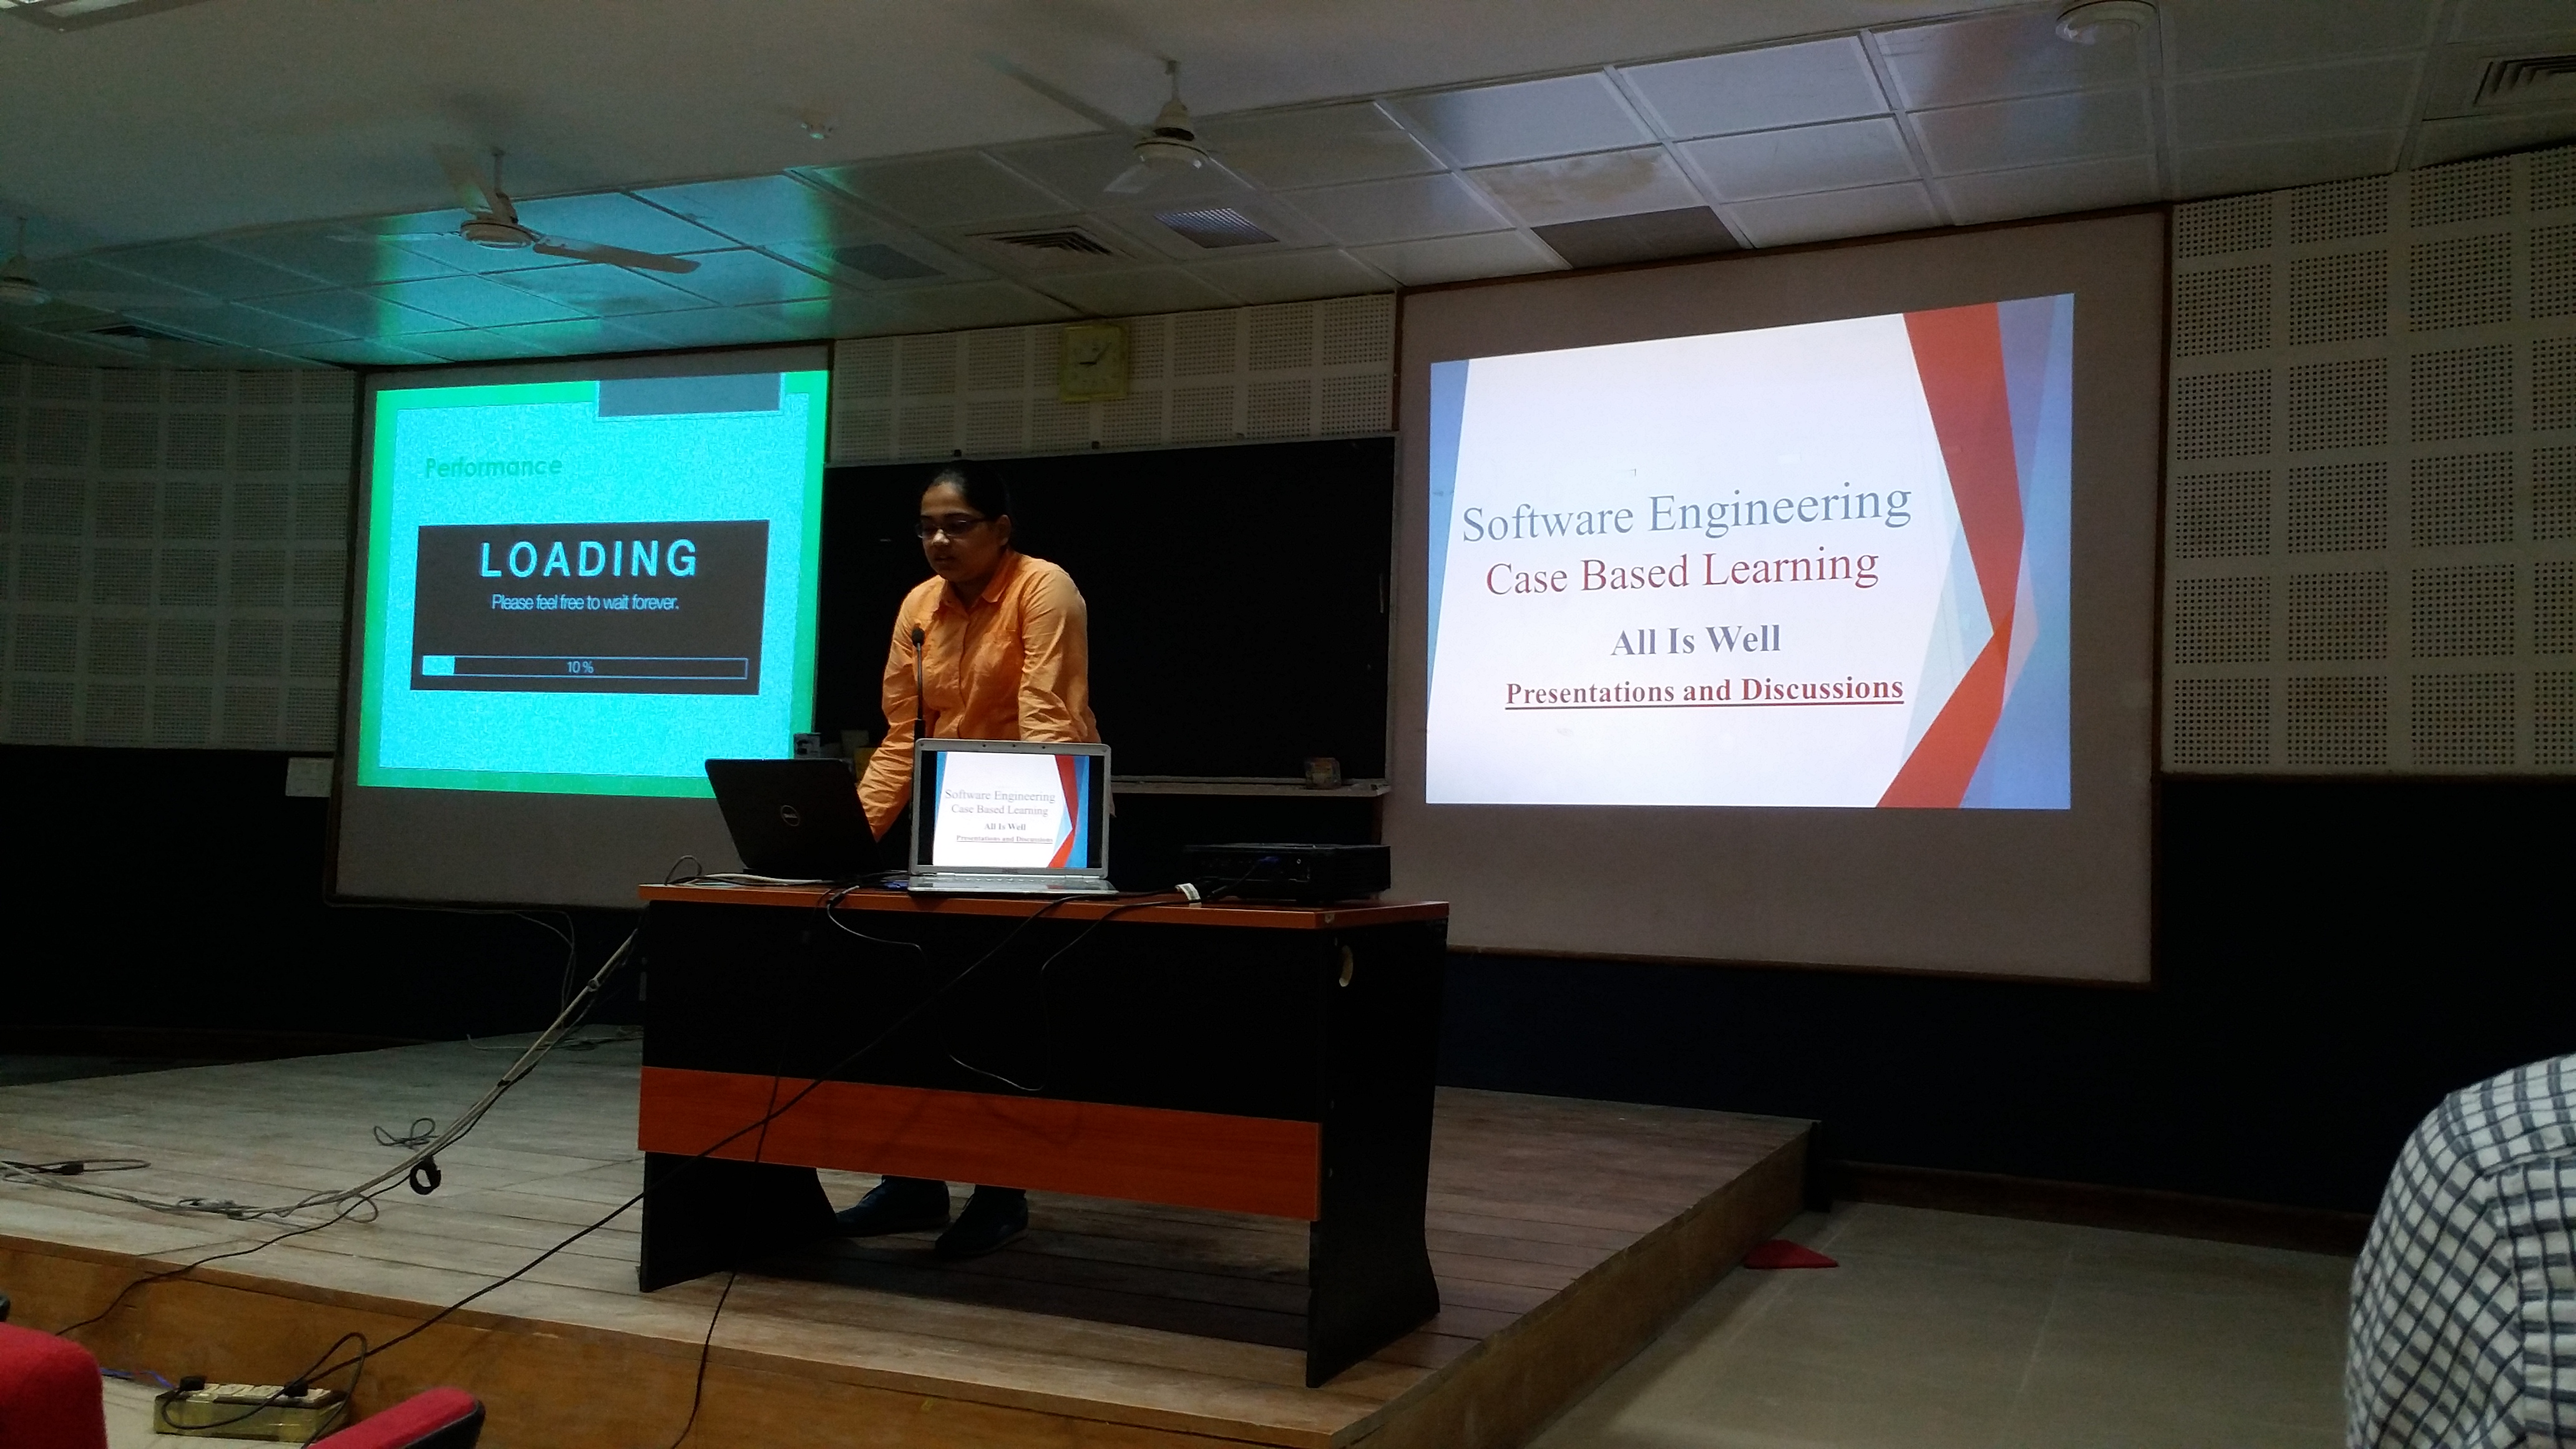 Performance
LOADING
Please feel free to wait forever.
10%
Software Engineering
Case Based Learning
All Is Well
Presentations and Discussions
Software Engineering
Case Based Learning
All Is Well
Presentations and Discussions